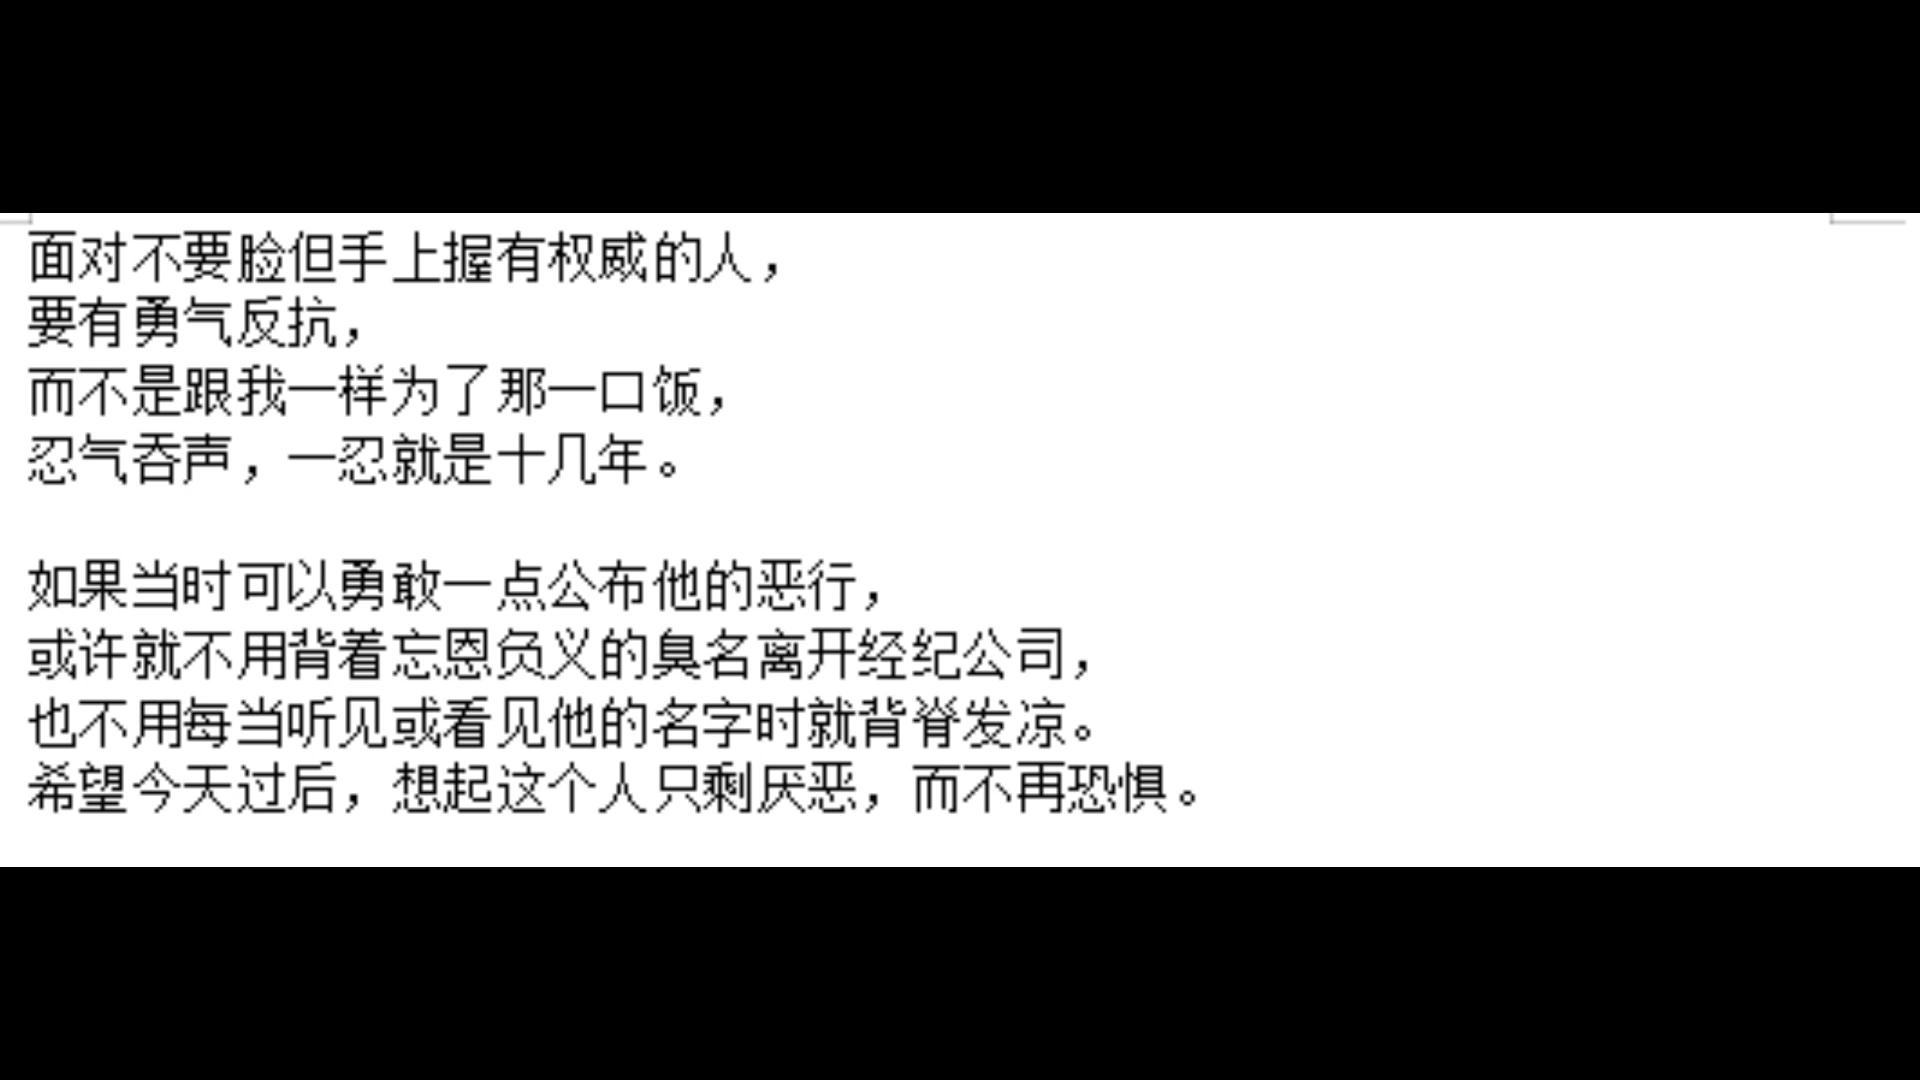 面对不要脸但手上握有权威的人，
要有勇气反抗，
而不是跟我一样为了那一口饭，
忍气吞声，一忍就是十几年。
如果当时可以勇敢一点公布他的恶行，
或许就不用背着忘恩负义的臭名离开经纪公司，
也不用每当听见或看见他的名字时就背脊发凉。
希望今天过后，想起这个人只剩厌恶，而不再恐惧。